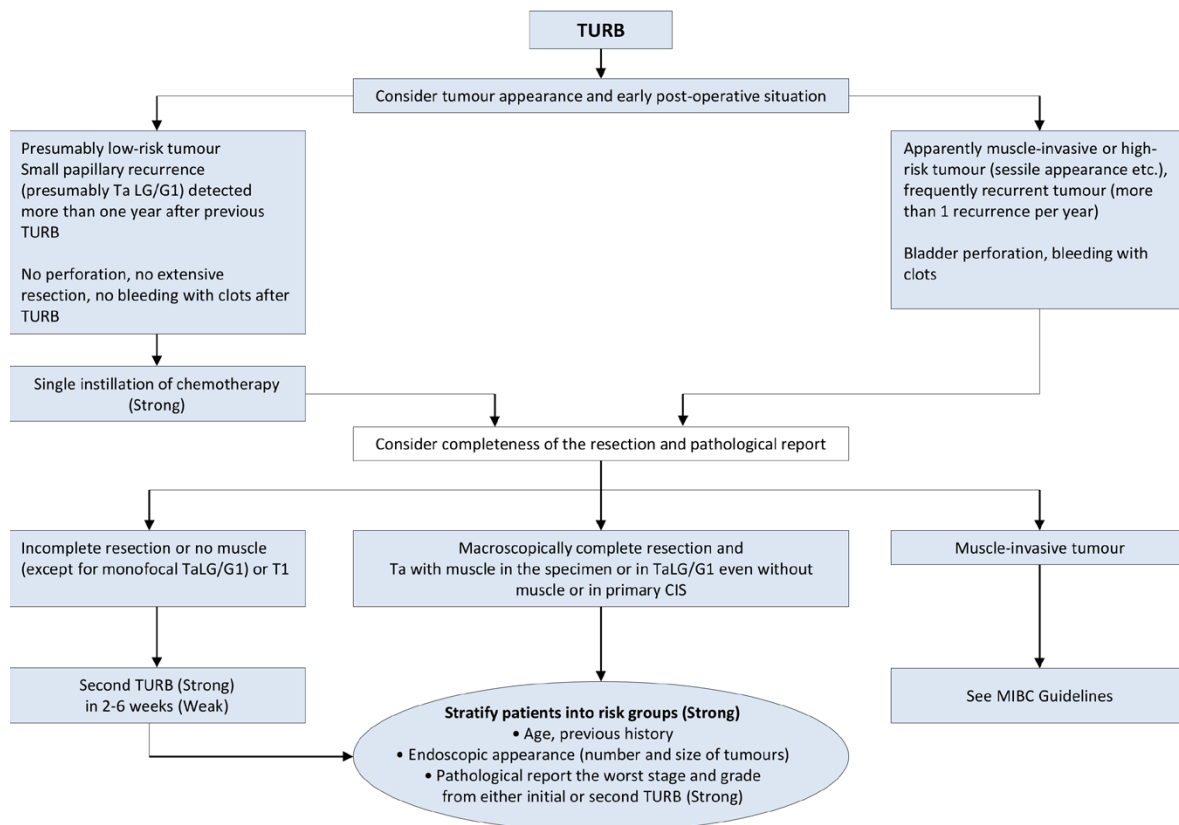 TURB
Consider tumour appearance and early post-operative situation
Presumably low-risk tumour
Small papillary recurrence
(presumably Ta LG/G1) detected
more than one year after previous
TURB
No perforation, no extensive
resection, no bleeding with clots after
TURB
Apparently muscle-invasive or high-
risk tumour (sessile appearance etc.),
frequently recurrent tumour (more
than 1 recurrence per year)
Bladder perforation, bleeding with
clots
Single instillation of chemotherapy
(Strong)
Consider completeness of the resection and pathological report
Incomplete resection or no muscle
(except for monofocal TaLG/G1) or T1
Macroscopically complete resection and
Ta with muscle in the specimen or in TaLG/G1 even without
muscle or in primary CIS
Muscle-invasive tumour
Second TURB (Strong)
in 2-6 weeks (Weak)
Stratify patients into risk groups (Strong)
• Age, previous history
• Endoscopic appearance (number and size of tumours)
• Pathological report the worst stage and grade
from either initial or second TURB (Strong)
See MIBC Guidelines